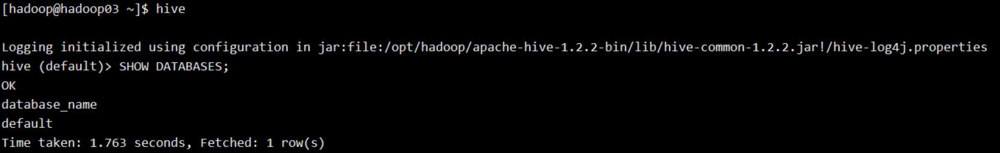 [hadoop@hadoop03 ~]$ hive
Logging initialized using configuration in jar:file:/opt/hadoop/apache-hive-1.2.2-bin/lib/hive-common-1.2.2.jar!/hive-log4j.properties
hive (default)> SHOW DATABASES;
OK
database_name
default
Time taken: 1.763 seconds, Fetched: 1 row(s)